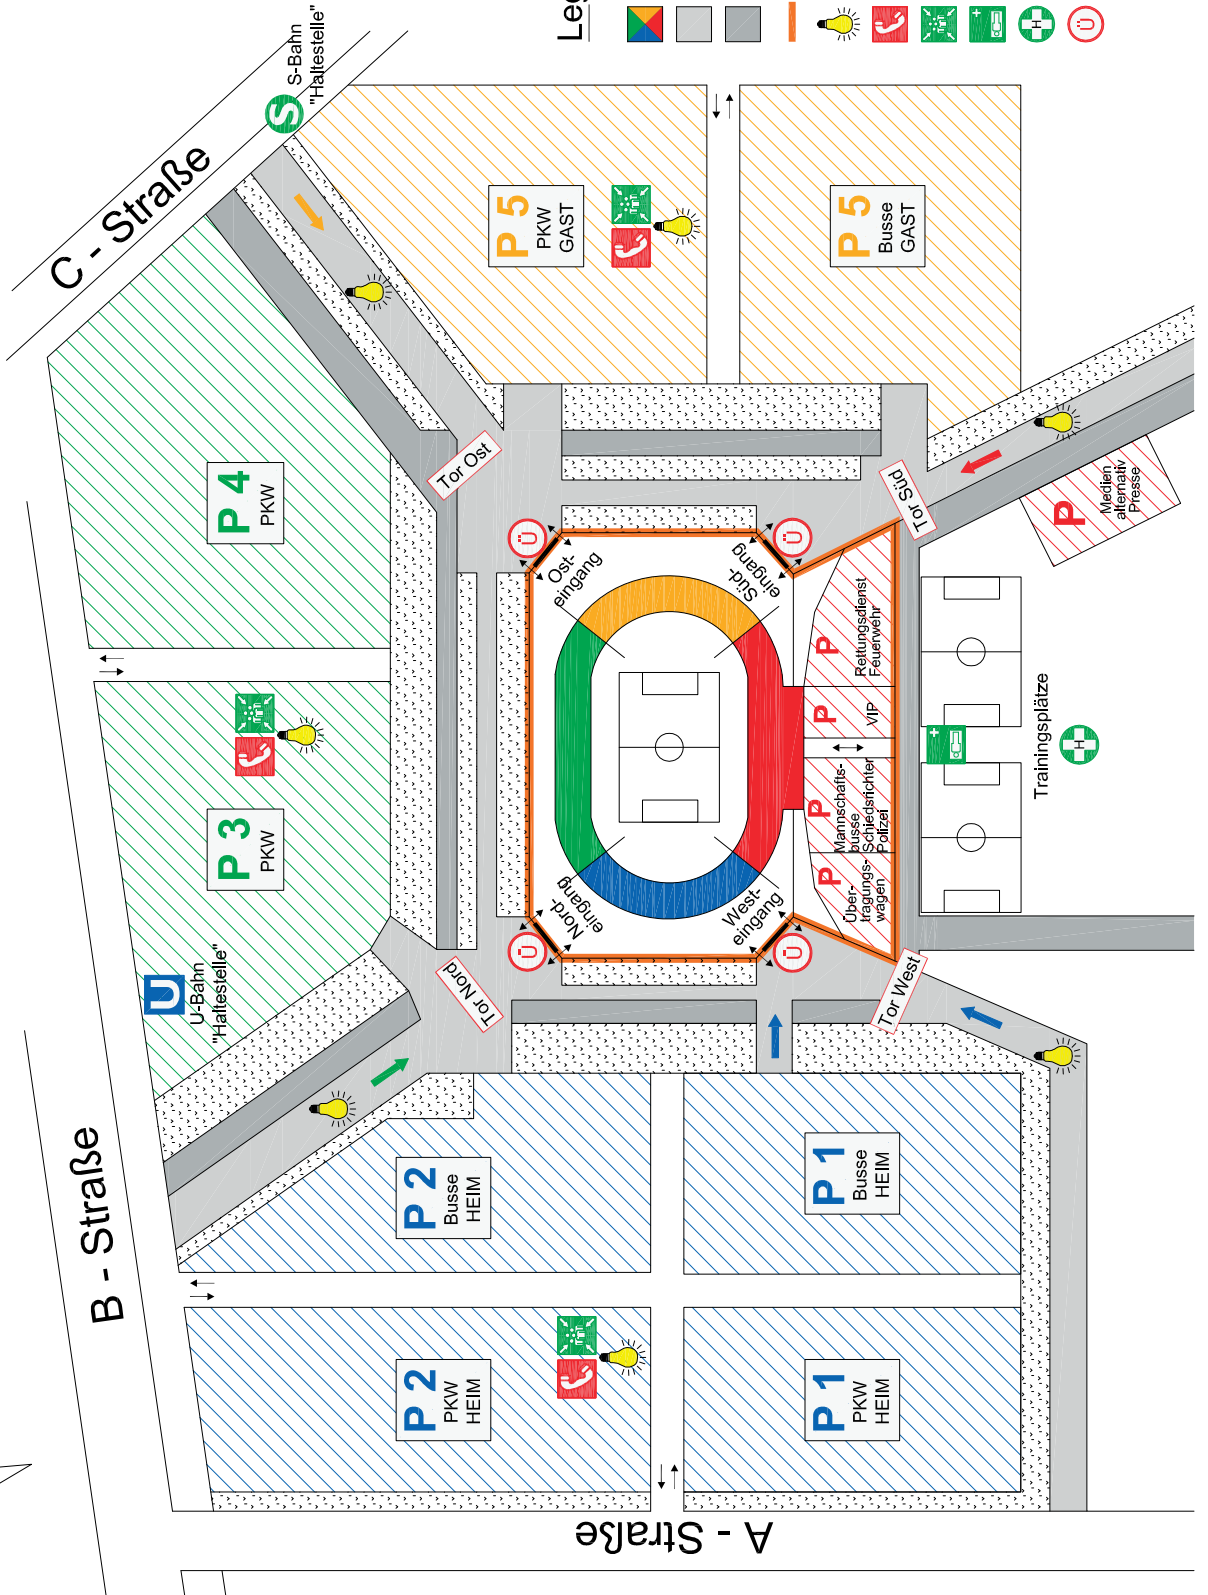 C - Straße
S-Bahn
"Haltestelle"
Leg
P 4
PKW
P 5
PKW
GAST
P 5
Busse
GAST
Tor Ost
Tor Süd
P
Medien
alternativ
Presse
Ü
Ost-
eingang
Süd-
eingang
Ü
P
Rettungsdienst
Feuerwehr
P
VIP
P
Mannschafts-
busse
Schiedsrichter
Polizei
P
Über-
tragungs-
wagen
Trainingsplätze
H
P 3
PKW
U
U-Bahn
"Haltestelle"
Nord-
eingang
West-
eingang
Ü
Ü
Tor Nord
Tor West
B - Straße
P 2
Busse
HEIM
P 1
Busse
HEIM
P 2
PKW
HEIM
P 1
PKW
HEIM
A - Straße
S
H
Ü